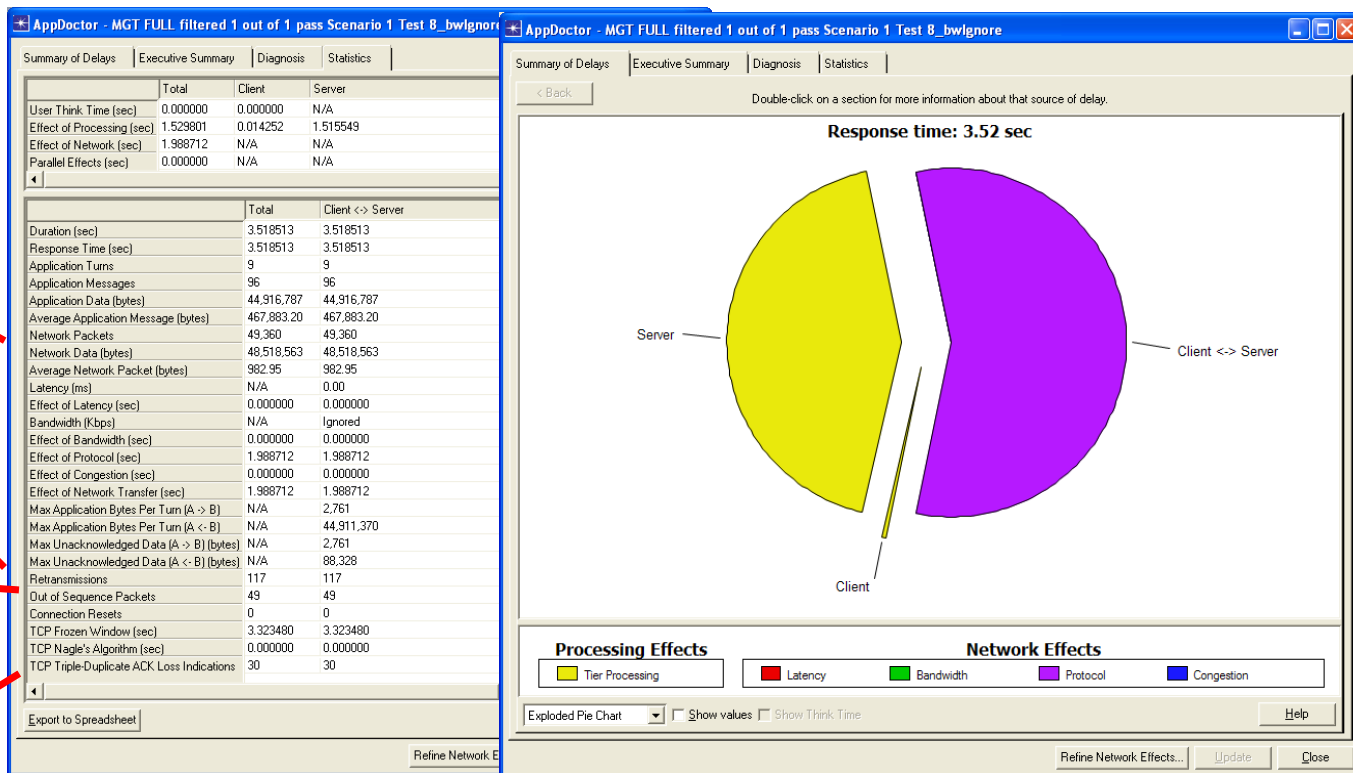 AppDoctor - MGT FULL filtered 1 out of 1 pass Scenario 1 Test 8_bwIgnore
Summary of Delays Executive Summary Diagnosis Statistics
Total Client Server
User Think Time (sec) 0.000000 0.000000 N/A
Effect of Processing (sec) 1.529801 0.014252 1.515549
Effect of Network (sec) 1.988712 N/A N/A
Parallel Effects (sec) 0.000000 N/A N/A
Total Client <-> Server
Duration (sec) 3.518513 3.518513
Response Time (sec) 3.518513 3.518513
Application Turns 9 9
Application Messages 96 96
Application Data (bytes) 44,916,787 44,916,787
Average Application Message (bytes) 467,883.20 467,883.20
Network Packets 49,360 49,360
Network Data (bytes) 48,518,563 48,518,563
Average Network Packet (bytes) 982.95 982.95
Latency (ms) N/A 0.00
Effect of Latency (sec) 0.000000 0.000000
Bandwidth (Kbps) N/A Ignored
Effect of Bandwidth (sec) 0.000000 0.000000
Effect of Protocol (sec) 1.988712 1.988712
Effect of Congestion (sec) 0.000000 0.000000
Effect of Network Transfer (sec) 1.988712 1.988712
Max Application Bytes Per Turn (A -> B) N/A 2,761
Max Application Bytes Per Turn (A <- B) N/A 44,911,370
Max Unacknowledged Data (A -> B) (bytes) N/A 2,761
Max Unacknowledged Data (A <- B) (bytes) N/A 88,328
Retransmissions 117 117
Out of Sequence Packets 49 49
Connection Resets 0 0
TCP Frozen Window (sec) 3.323480 3.323480
TCP Nagle's Algorithm (sec) 0.000000 0.000000
TCP Triple-Duplicate ACK Loss Indications 30 30
Export to Spreadsheet
Refine Network E
AppDoctor - MGT FULL filtered 1 out of 1 pass Scenario 1 Test 8_bwIgnore
Summary of Delays Executive Summary Diagnosis Statistics
< Back
Double-click on a section for more information about that source of delay.
Response time: 3.52 sec
Server
Client <-> Server
Client
Processing Effects Network Effects
Tier Processing Latency Bandwidth Protocol Congestion
Exploded Pie Chart Show values Show Think Time Help
Refine Network Effects... Update Close